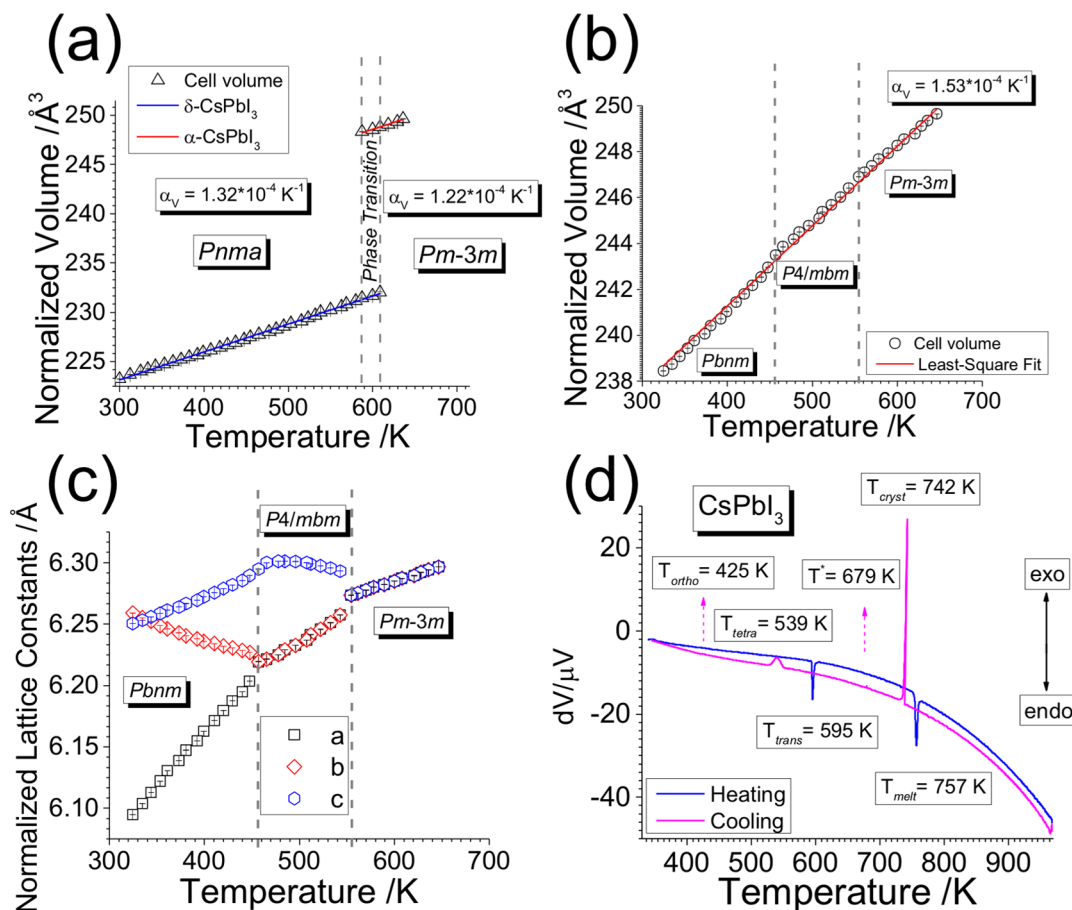 (a)
Cell volume
δ-CsPbI3
α-CsPbI3
αV = 1.32*10-4 K-1
αV = 1.22*10-4 K-1
Pnma
Phase Transition
Pm-3m
Normalized Volume /Å3
250
245
240
235
230
225
300 400 500 600 700
Temperature /K
(b)
αV = 1.53*10-4 K-1
Pm-3m
P4/mbm
Pbnm
Cell volume
Least-Square Fit
Normalized Volume /Å3
250
248
246
244
242
240
238
300 400 500 600 700
Temperature /K
(c)
P4/mbm
Pm-3m
Pbnm
a
b
c
Normalized Lattice Constants /Å
6.30
6.25
6.20
6.15
6.10
300 400 500 600 700
Temperature /K
(d)
CsPbI3
Tcryst= 742 K
Tortho= 425 K
T*= 679 K
Ttetra= 539 K
Ttrans= 595 K
Tmelt= 757 K
exo
endo
Heating
Cooling
dV/µV
20
0
-20
-40
400 500 600 700 800 900
Temperature /K